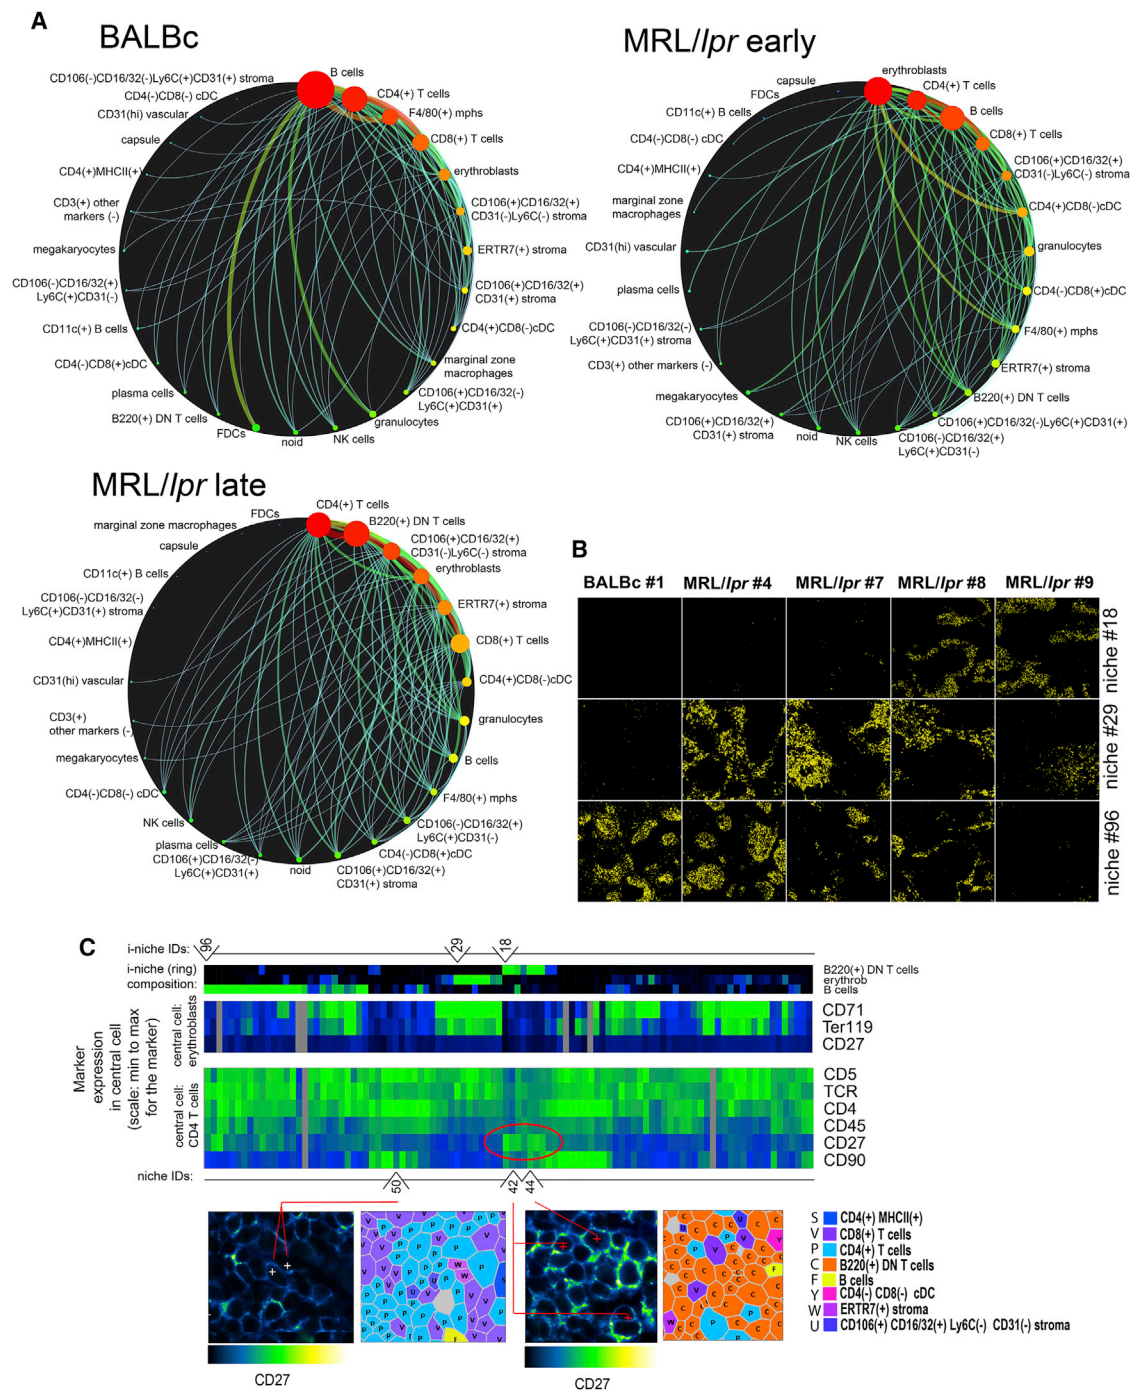 A
BALBc
CD106(-)CD16/32(-)Ly6C(+)CD31(+) stroma
CD4(-)CD8(-) cDC
CD31(hi) vascular
capsule
CD4(+)MHCII(+)
CD3(+) other
markers (-)
megakaryocytes
CD106(-)CD16/32(+)
Ly6C(+)CD31(-)
CD11c(+) B cells
CD4(-)CD8(+)cDC
plasma cells
B220(+) DN T cells
FDCs
noid
NK cells
granulocytes
CD106(+)CD16/32(-)
Ly6C(+)CD31(+)
marginal zone
macrophages
CD4(+)CD8(-)cDC
CD106(+)CD16/32(+)
CD31(+) stroma
ERTR7(+) stroma
CD106(+)CD16/32(+)
CD31(-)Ly6C(-) stroma
erythroblasts
CD8(+) T cells
F4/80(+) mphs
CD4(+) T cells
B cells
MRL/lpr early
capsule
FDCs
CD11c(+) B cells
CD4(-)CD8(-) cDC
CD4(+)MHCII(+)
marginal zone
macrophages
CD31(hi) vascular
plasma cells
CD106(-)CD16/32(-)
Ly6C(+)CD31(+) stroma
CD3(+) other markers (-)
megakaryocytes
CD106(+)CD16/32(+)
CD31(+) stroma
noid
NK cells
CD106(-)CD16/32(+)
Ly6C(+)CD31(-)
CD106(+)CD16/32(-)Ly6C(+)CD31(+)
B220(+) DN T cells
ERTR7(+) stroma
F4/80(+) mphs
CD4(-)CD8(+)cDC
granulocytes
CD4(+)CD8(-)cDC
CD106(+)CD16/32(+)
CD31(-)Ly6C(-) stroma
CD8(+) T cells
B cells
CD4(+) T cells
erythroblasts
MRL/lpr late
FDCs
marginal zone macrophages
capsule
CD11c(+) B cells
CD106(-)CD16/32(-)
Ly6C(+)CD31(+) stroma
CD4(+)MHCII(+)
CD31(hi) vascular
CD3(+)
other markers (-)
megakaryocytes
CD4(-)CD8(-) cDC
NK cells
plasma cells
CD106(+)CD16/32(-)
Ly6C(+)CD31(+)
noid
CD106(+)CD16/32(+)
CD31(+) stroma
CD4(-)CD8(+)cDC
CD106(-)CD16/32(+)
Ly6C(+)CD31(-)
F4/80(+) mphs
B cells
granulocytes
CD4(+)CD8(-)cDC
CD8(+) T cells
ERTR7(+) stroma
erythroblasts
CD106(+)CD16/32(+)
CD31(-)Ly6C(-) stroma
B220(+) DN T cells
CD4(+) T cells
B
BALBc #1 MRL/lpr #4 MRL/lpr #7 MRL/lpr #8 MRL/lpr #9
niche #18
niche #29
niche #96
C
i-niche IDs: 96 29 18
i-niche (ring)
composition:
B220(+) DN T cells
erythrob
B cells
Marker
expression
in central cell
(scale: min to max
for the marker)
central cell:
erythroblasts
CD71
Ter119
CD27
central cell:
CD4 T cells
CD5
TCR
CD4
CD45
CD27
CD90
niche IDs: 50 42 44
CD27
CD27
S CD4(+) MHCII(+)
V CD8(+) T cells
P CD4(+) T cells
C B220(+) DN T cells
F B cells
Y CD4(-) CD8(-) cDC
W ERTR7(+) stroma
U CD106(+) CD16/32(+) Ly6C(-) CD31(-) stroma